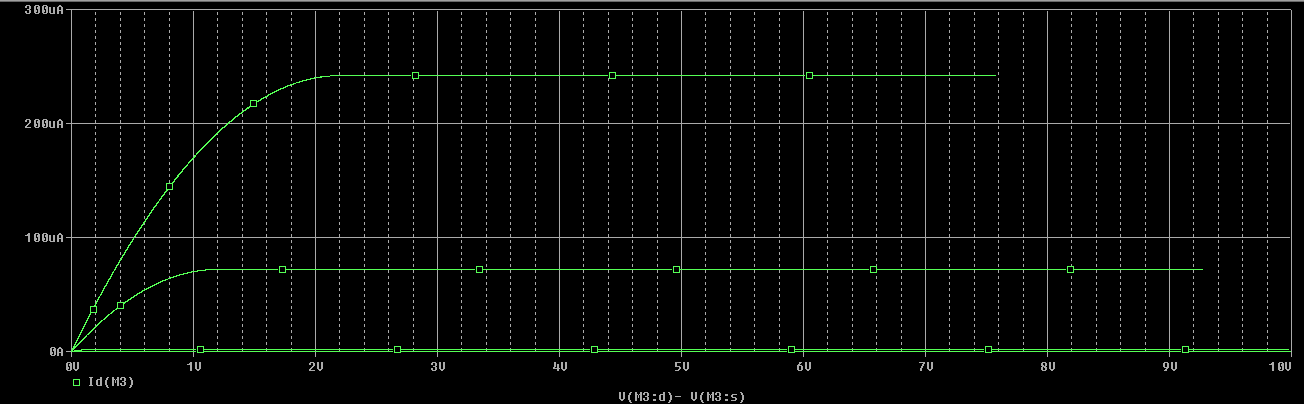 300uA
200uA
100uA
0A
0V 1V 2V 3V 4V 5V 6V 7V 8V 9V 10V
Id(M3)
V(M3:d)- V(M3:s)